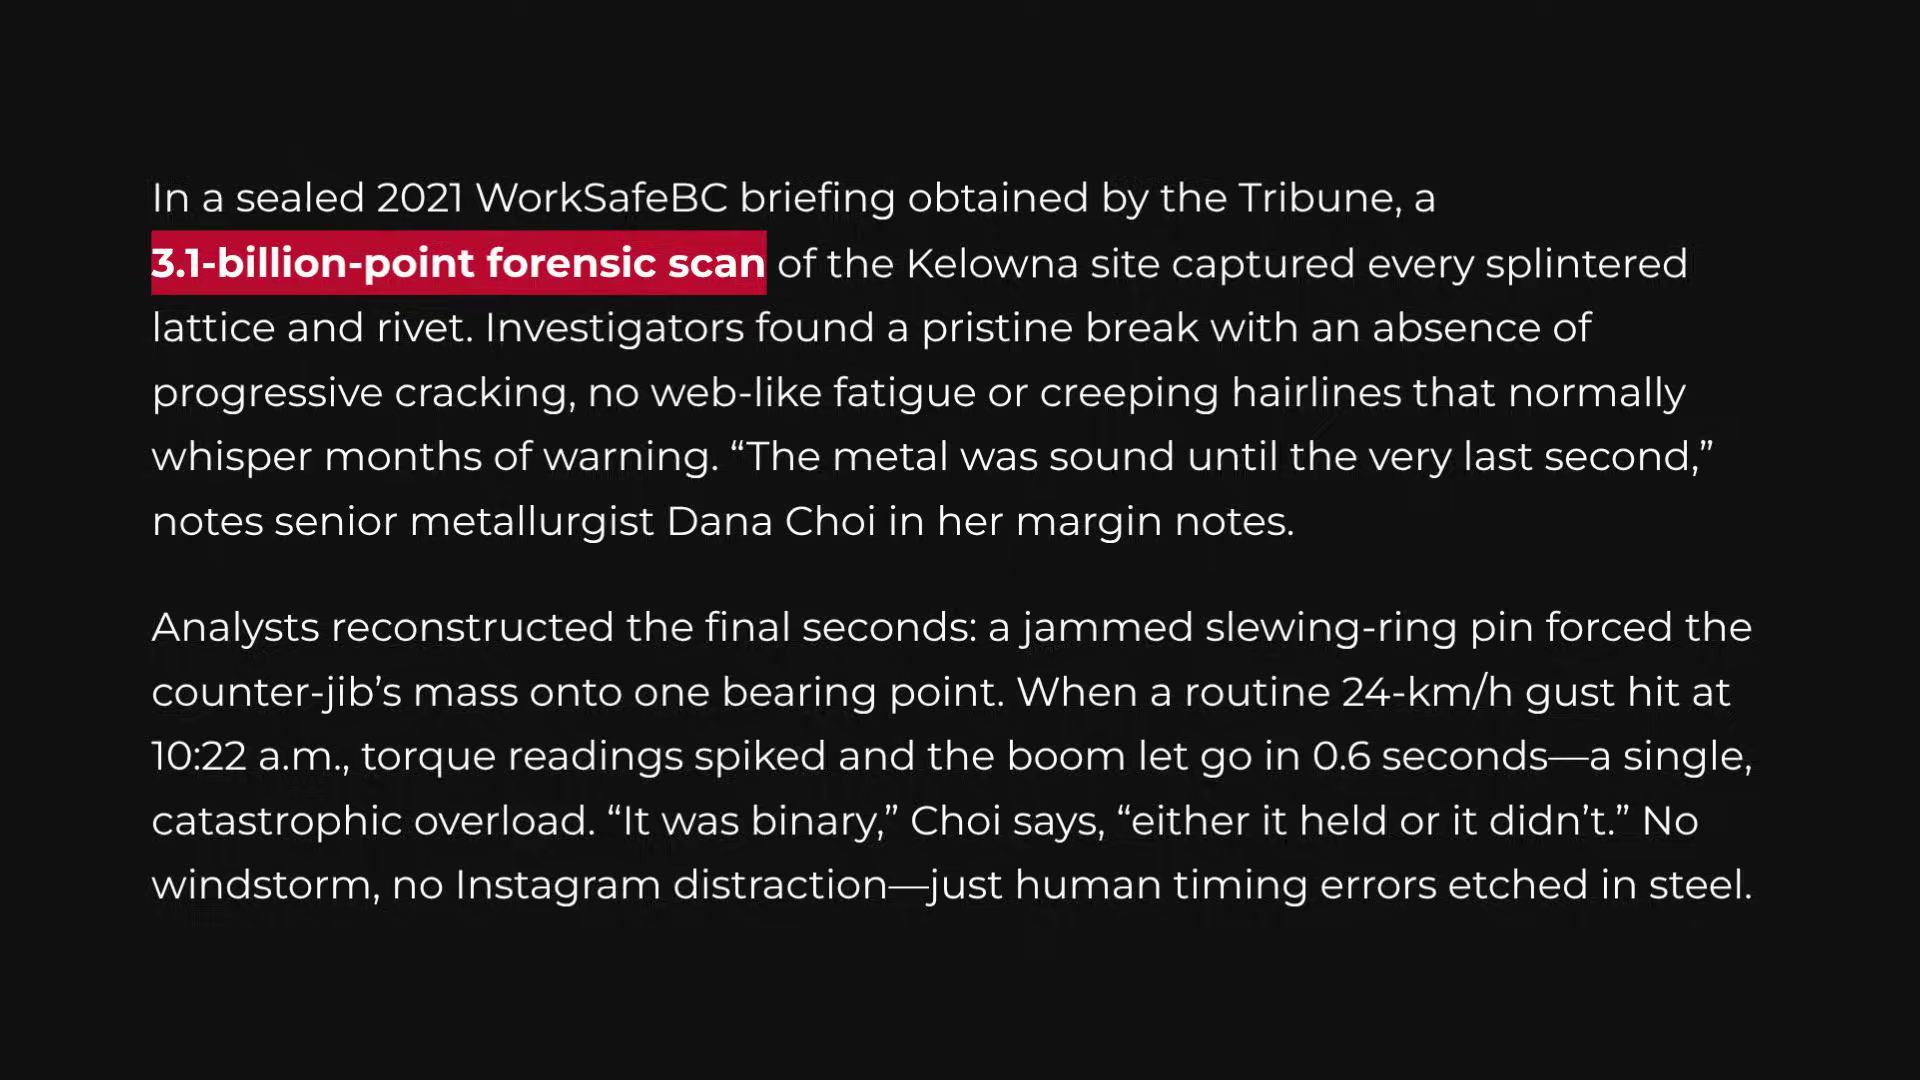 In a sealed 2021 WorkSafeBC briefing obtained by the Tribune, a
3.1-billion-point forensic scan of the Kelowna site captured every splintered
lattice and rivet. Investigators found a pristine break with an absence of
progressive cracking, no web-like fatigue or creeping hairlines that normally
whisper months of warning. “The metal was sound until the very last second,”
notes senior metallurgist Dana Choi in her margin notes.
Analysts reconstructed the final seconds: a jammed slewing-ring pin forced the
counter-jib’s mass onto one bearing point. When a routine 24-km/h gust hit at
10:22 a.m., torque readings spiked and the boom let go in 0.6 seconds—a single,
catastrophic overload. “It was binary,” Choi says, “either it held or it didn’t.” No
windstorm, no Instagram distraction—just human timing errors etched in steel.